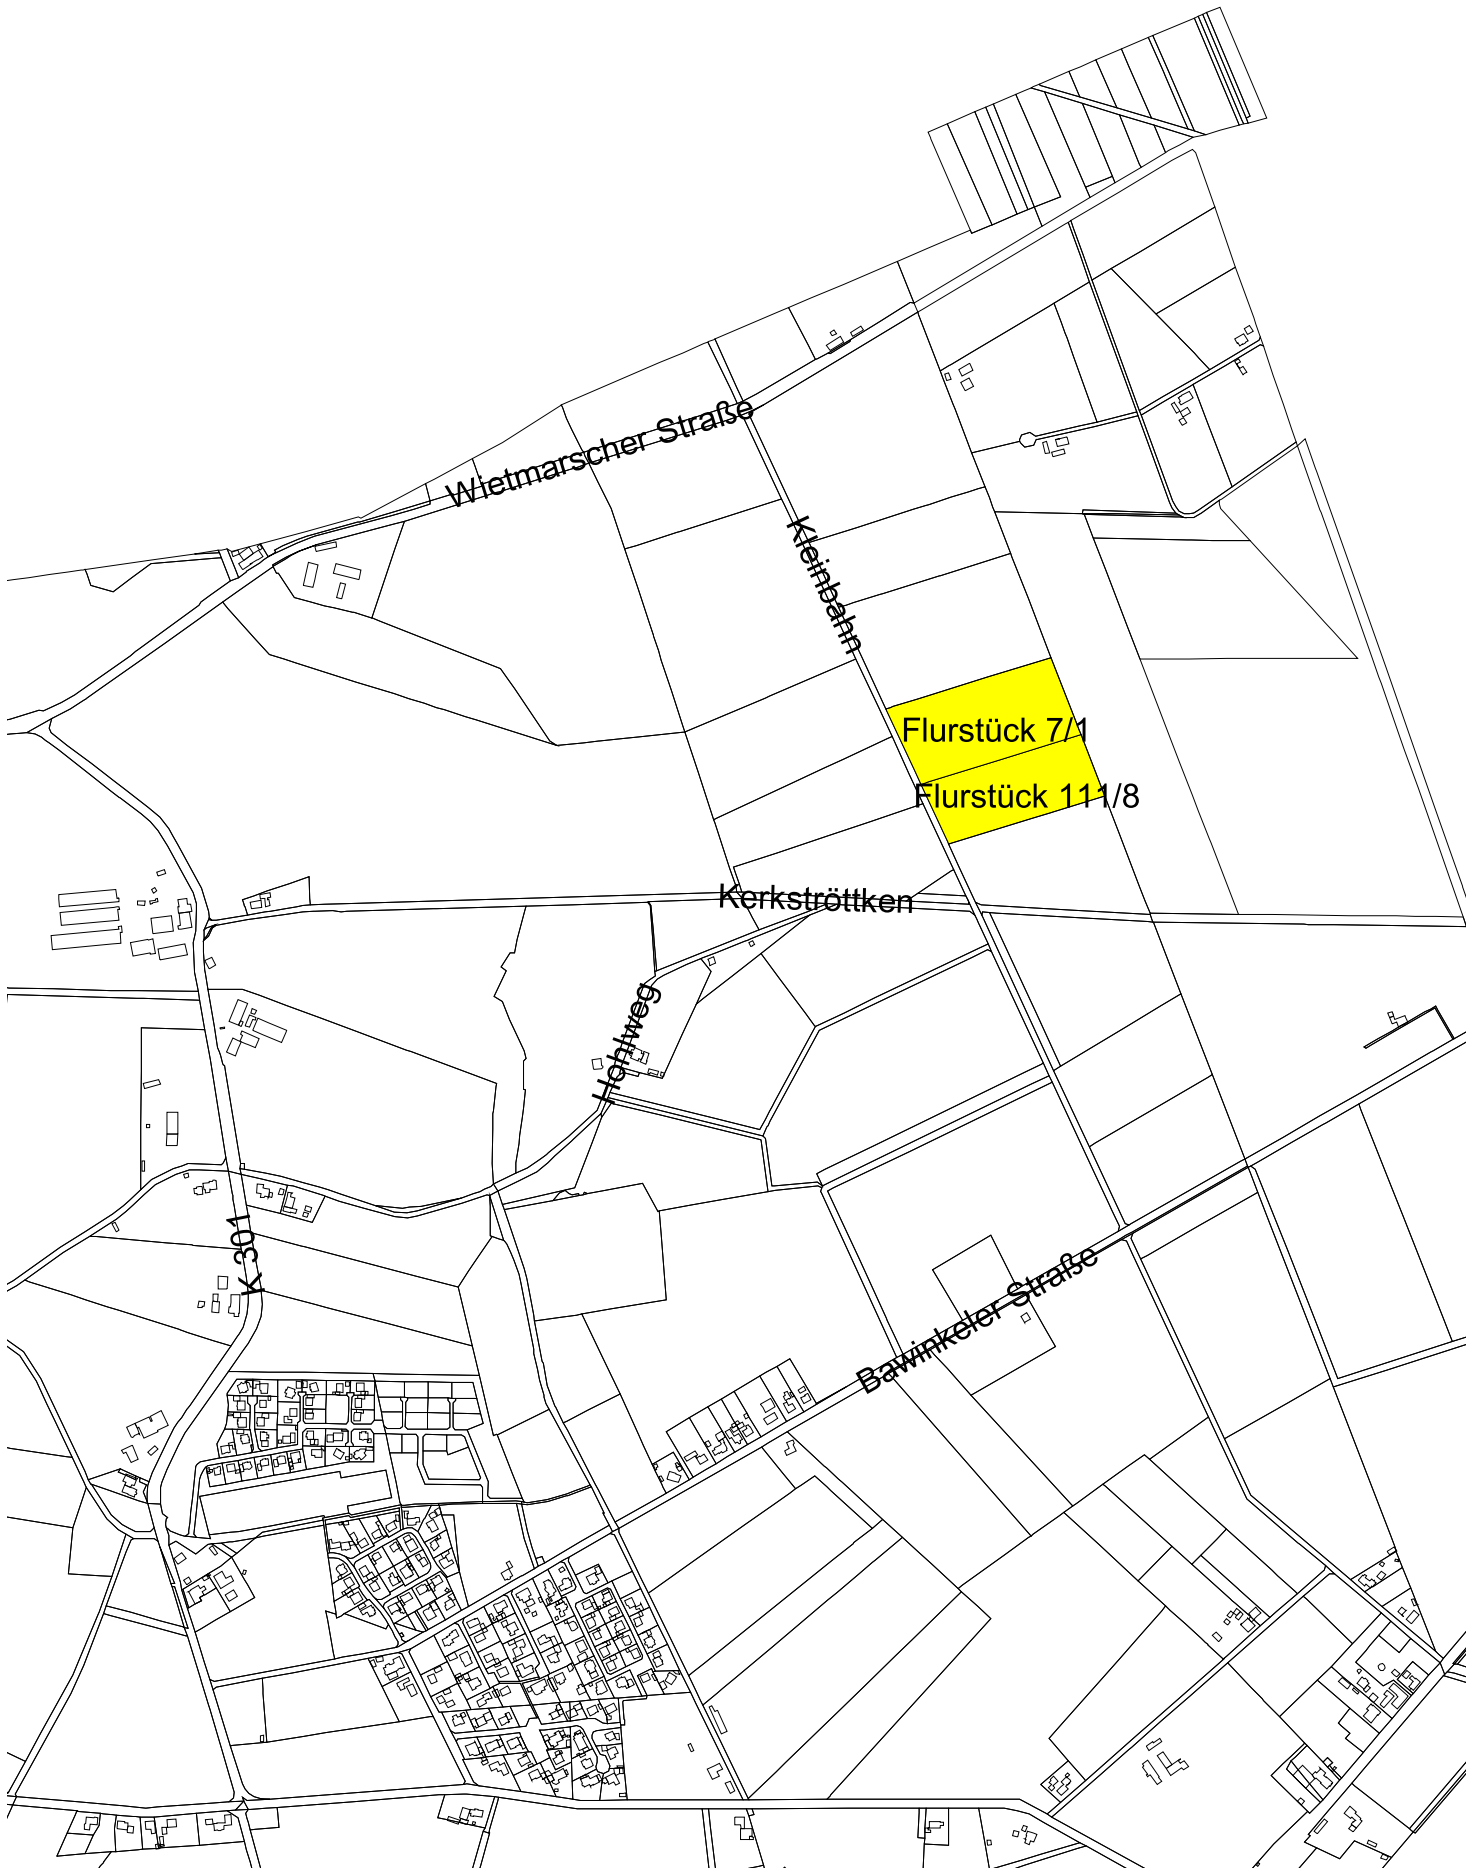 Wietmarscher Straße
Kleinbahn
Flurstück 7/1
Flurstück 111/8
Kerkströttken
Hohlweg
K 301
Bawinkeler Straße